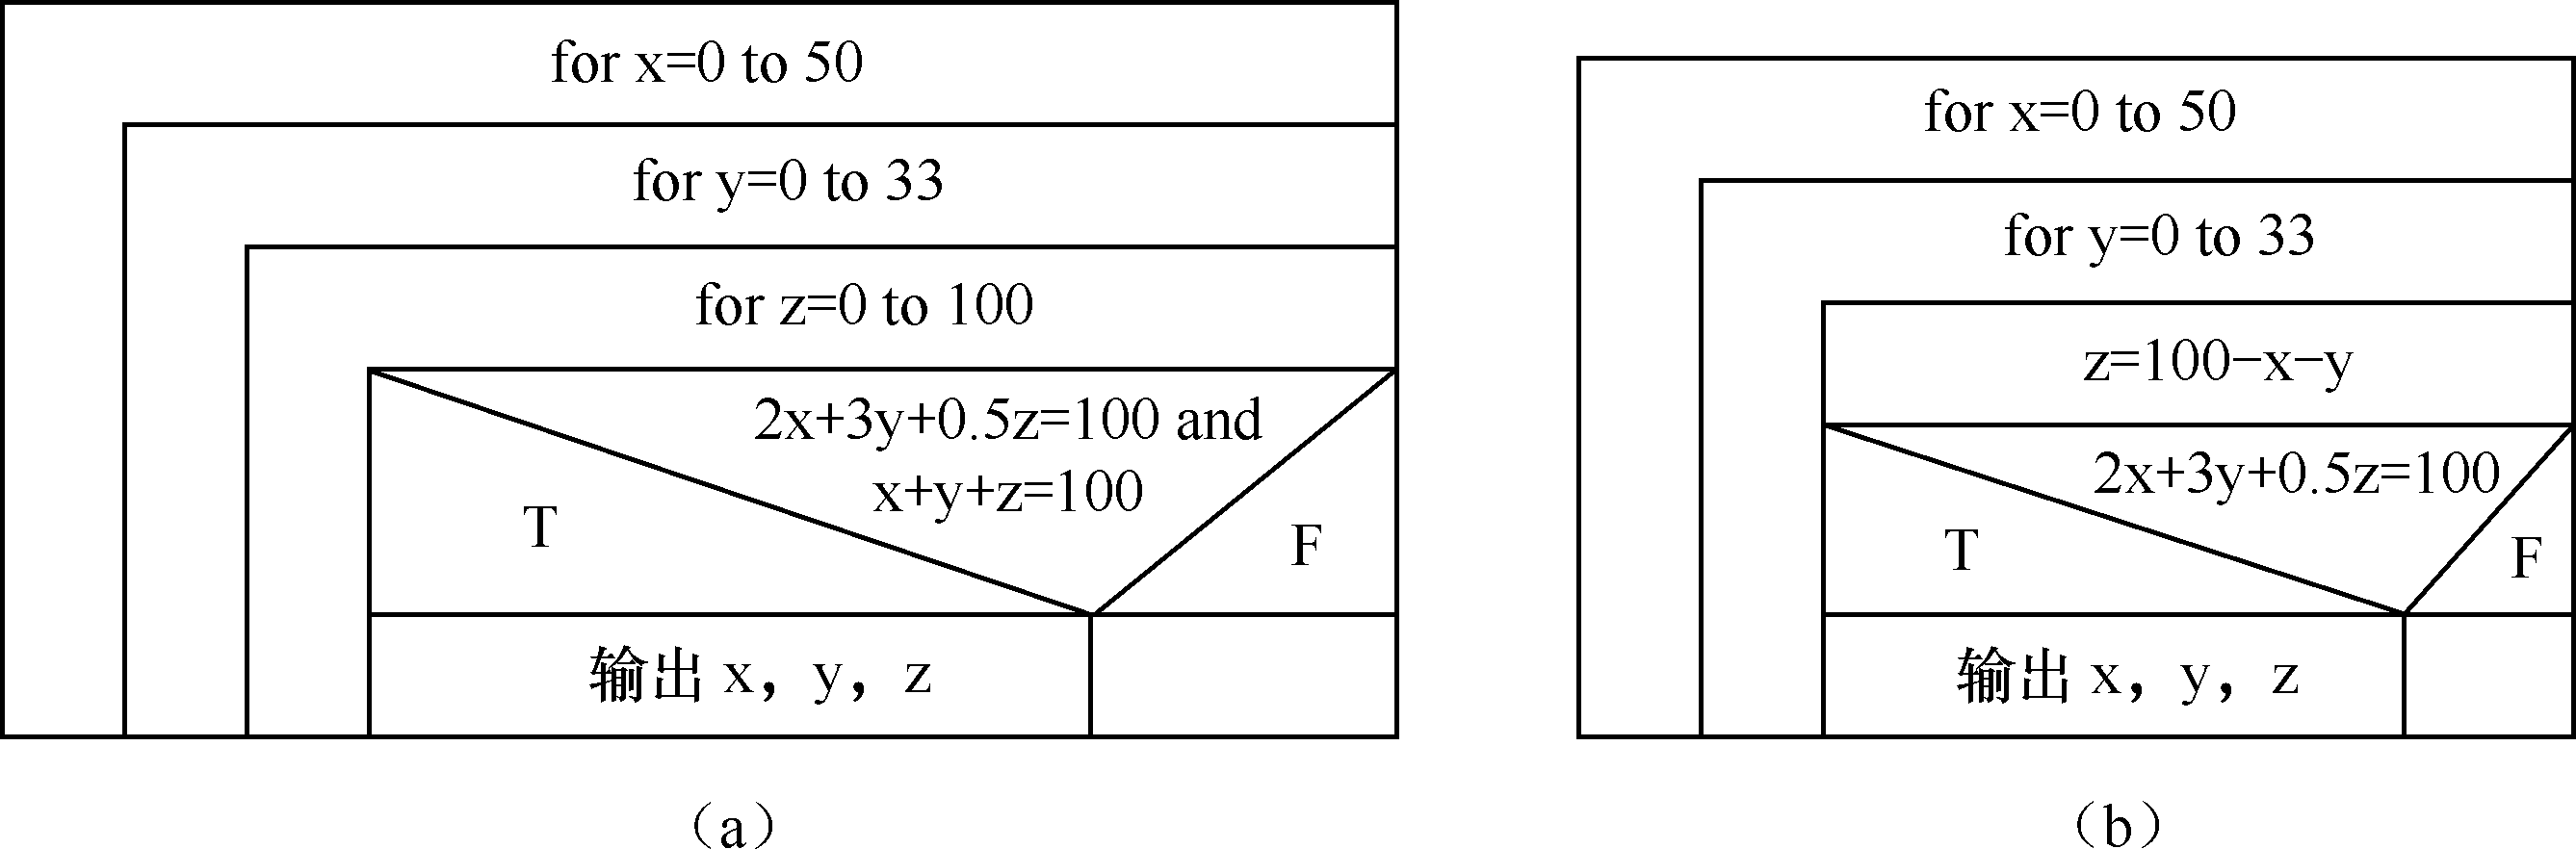 for x=0 to 50
for y=0 to 33
for z=0 to 100
2x+3y+0.5z=100 and
x+y+z=100
T
F
输出 x，y，z
（a）
for x=0 to 50
for y=0 to 33
z=100−x−y
2x+3y+0.5z=100
T
F
输出 x，y，z
（b）